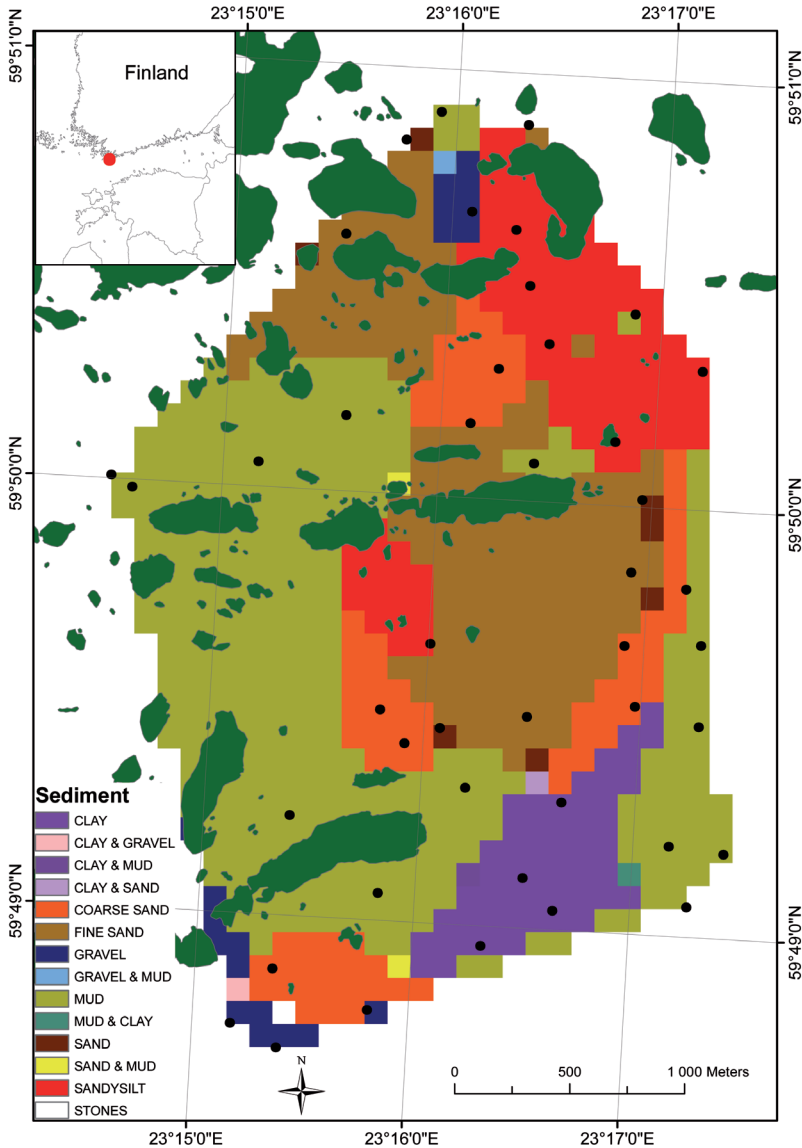 23°15'0"E 23°16'0"E 23°17'0"E
59°51'0"N
59°51'0"N
Finland
59°50'0"N
59°50'0"N
Sediment
CLAY
CLAY & GRAVEL
CLAY & MUD
CLAY & SAND
COARSE SAND
FINE SAND
GRAVEL
GRAVEL & MUD
MUD
MUD & CLAY
SAND
SAND & MUD
SANDYSILT
STONES
59°49'0"N
59°49'0"N
N
0 500 1 000 Meters
23°15'0"E 23°16'0"E 23°17'0"E